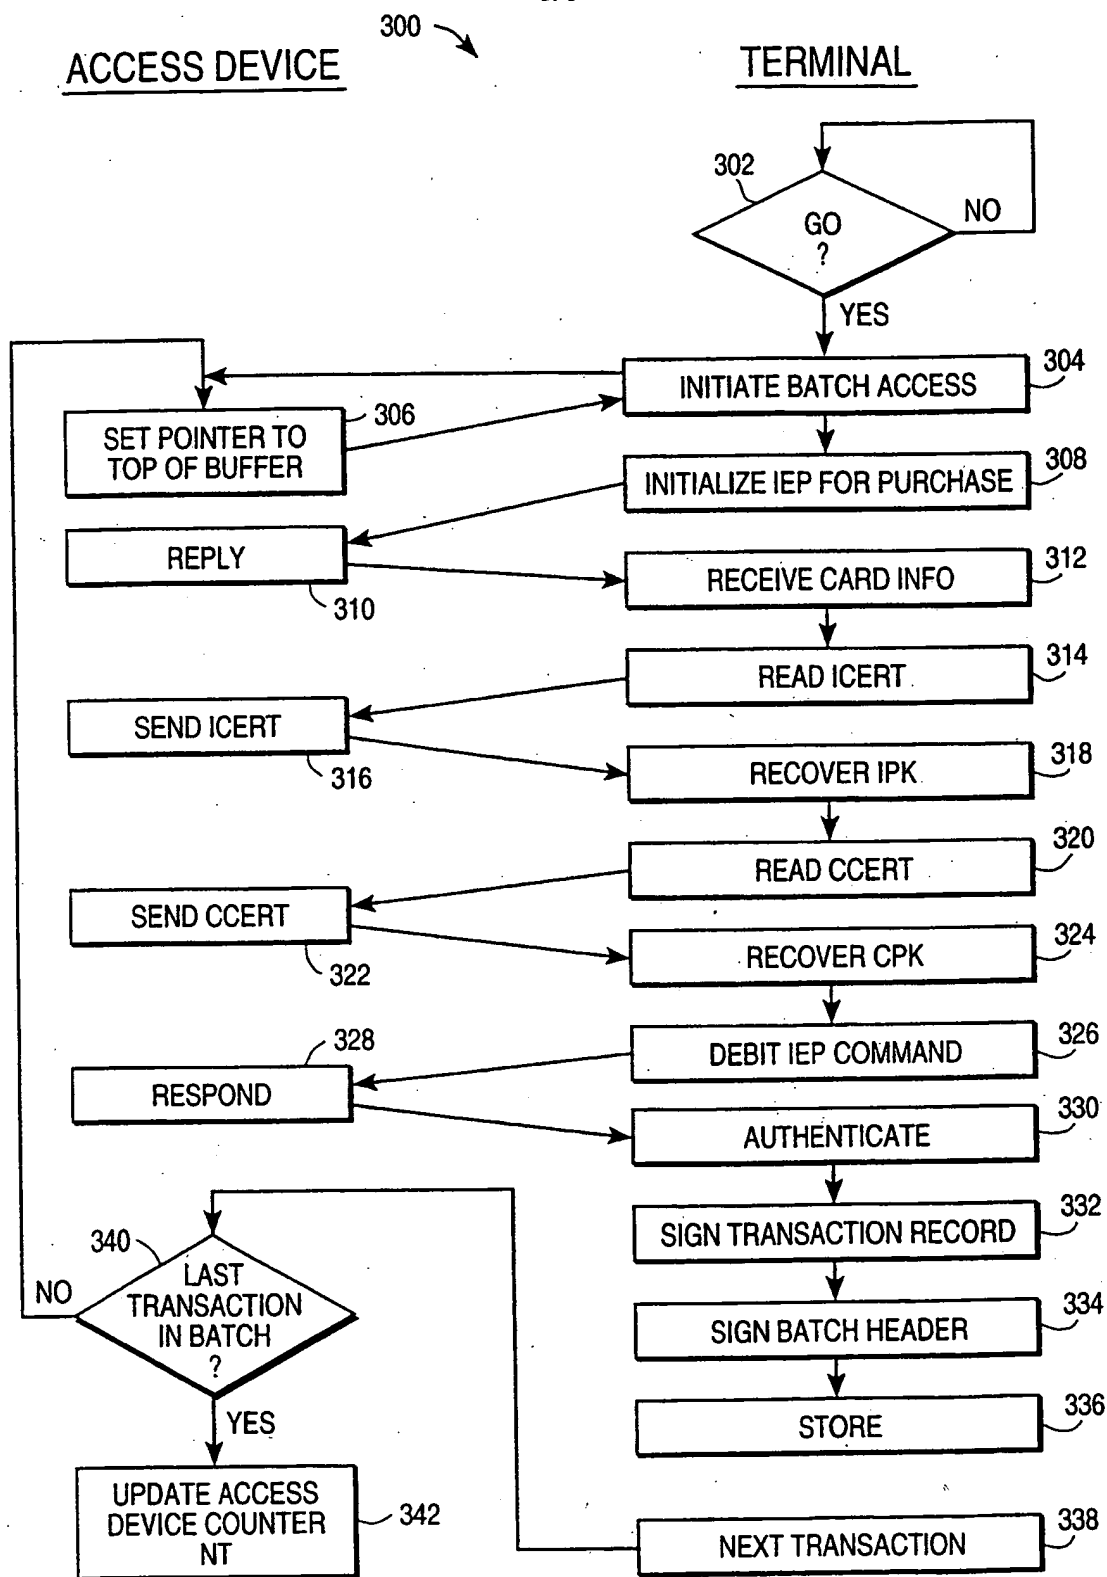 300
ACCESS DEVICE
TERMINAL
302
GO
?
NO
YES
INITIATE BATCH ACCESS
304
SET POINTER TO
TOP OF BUFFER
306
INITIALIZE IEP FOR PURCHASE
308
REPLY
310
RECEIVE CARD INFO
312
READ ICERT
314
SEND ICERT
316
RECOVER IPK
318
READ CCERT
320
SEND CCERT
322
RECOVER CPK
324
DEBIT IEP COMMAND
326
328
RESPOND
AUTHENTICATE
330
SIGN TRANSACTION RECORD
332
SIGN BATCH HEADER
334
STORE
336
NEXT TRANSACTION
338
340
LAST
TRANSACTION
IN BATCH
?
NO
YES
UPDATE ACCESS
DEVICE COUNTER
NT
342